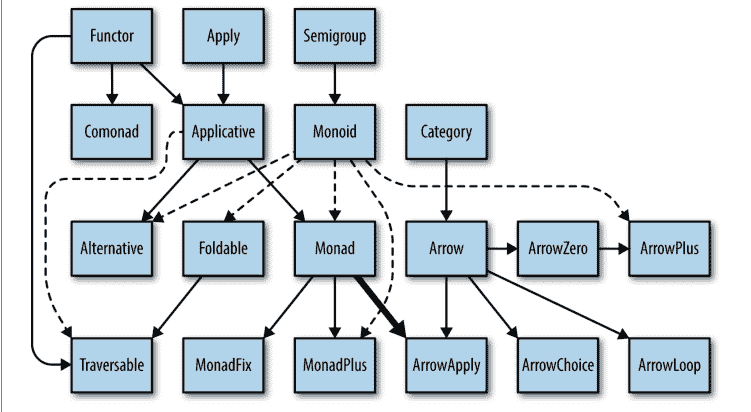 Functor
Apply
Semigroup
Comonad
Applicative
Monoid
Category
Alternative
Foldable
Monad
Arrow
ArrowZero
ArrowPlus
Traversable
MonadFix
MonadPlus
ArrowApply
ArrowChoice
ArrowLoop